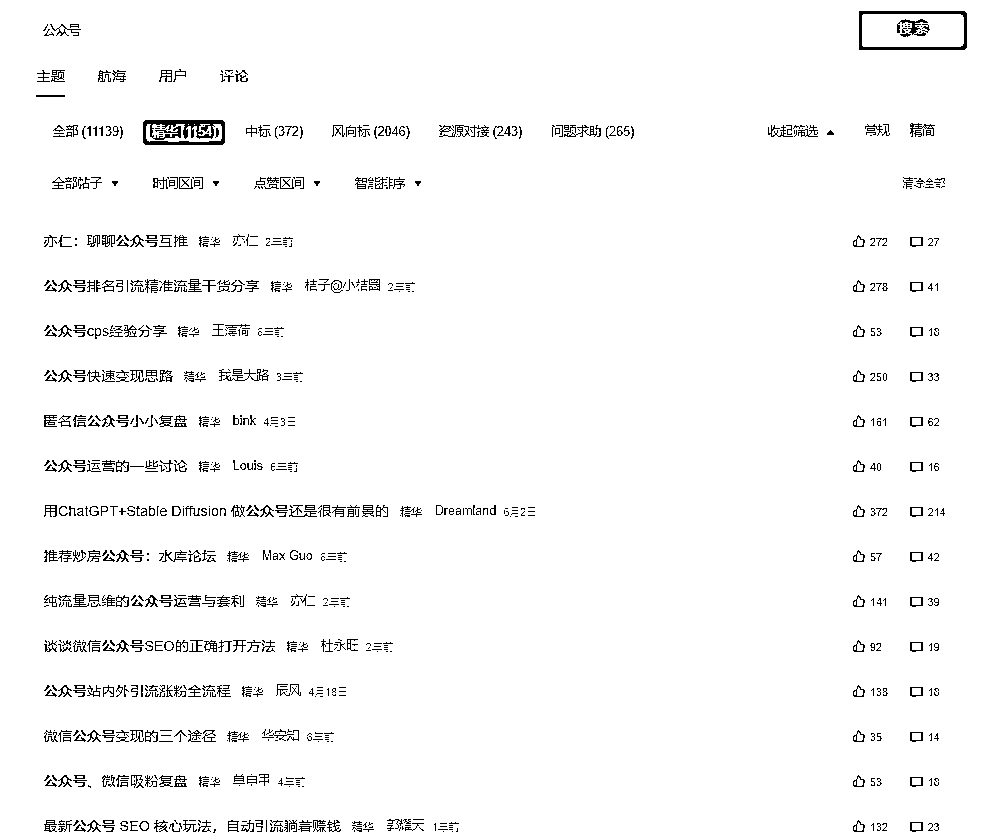 公众号 搜索
主题 航海 用户 评论
全部 (11139) 精华 (1154) 中标 (372) 风向标 (2046) 资源对接 (243) 问题求助 (265) 收起筛选 ▲ 常规 精简
全部帖子 ▼ 时间区间 ▼ 点赞区间 ▼ 智能排序 ▼ 清除全部
亦仁：聊聊公众号互推 精华 亦仁 2年前 272 27
公众号排名引流精准流量干货分享 精华 桔子@小桔圆 2年前 278 41
公众号cps经验分享 精华 王薄荷 6年前 53 18
公众号快速变现思路 精华 我是大路 3年前 250 33
匿名信公众号小小复盘 精华 bink 4月3日 161 62
公众号运营的一些讨论 精华 Louis 6年前 40 16
用ChatGPT+Stable Diffusion 做公众号还是很有前景的 精华 Dreamland 6月2日 372 214
推荐炒房公众号：水库论坛 精华 Max Guo 6年前 57 42
纯流量思维的公众号运营与套利 精华 亦仁 2年前 141 39
谈谈微信公众号SEO的正确打开方法 精华 杜永旺 2年前 92 19
公众号站内外引流涨粉全流程 精华 辰风 4月18日 138 18
微信公众号变现的三个途径 精华 华安知 6年前 35 14
公众号、微信吸粉复盘 精华 单申甲 4年前 53 18
最新公众号 SEO 核心玩法，自动引流躺着赚钱 精华 郭耀天 1年前 132 23